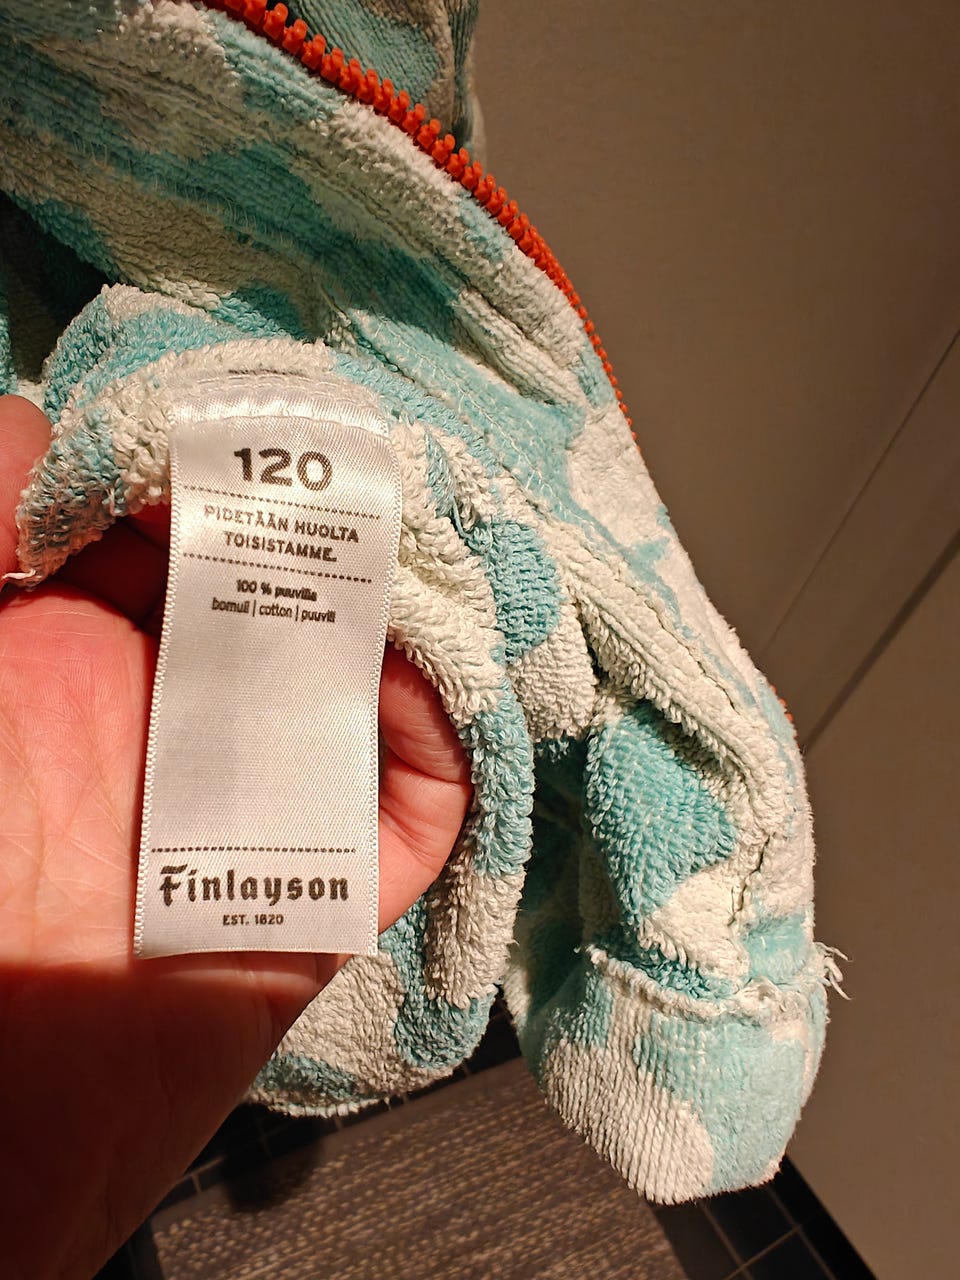 120
PIDETÄÄN HUOLTA
TOISISTAMME.
100 % puuvilla
bomull | cotton | puuvill
Finlayson
EST. 1820